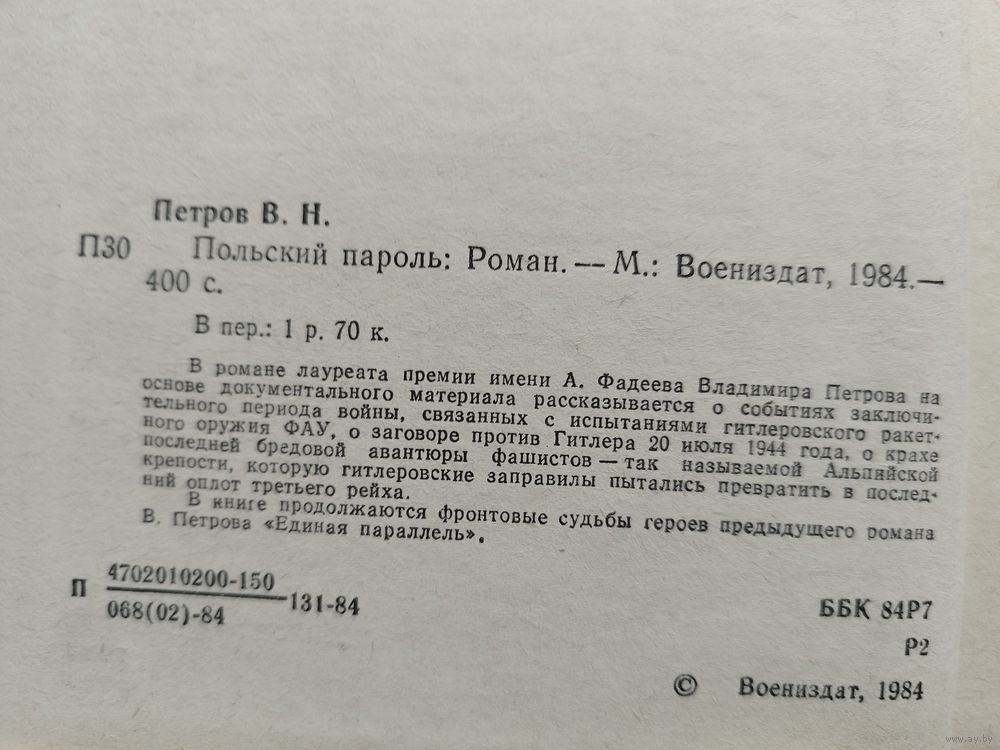 Петров В. Н.
П30 Польский пароль: Роман. — М.: Воениздат, 1984. —
400 с.
В пер.: 1 р. 70 к.
В романе лауреата премии имени А. Фадеева Владимира Петрова на
основе документального материала рассказывается о событиях заключи-
тельного периода войны, связанных с испытаниями гитлеровского ракет-
ного оружия ФАУ, о заговоре против Гитлера 20 июля 1944 года, о крахе
последней бредовой авантюры фашистов — так называемой Альпийской
крепости, которую гитлеровские заправилы пытались превратить в послед-
ний оплот третьего рейха.
В книге продолжаются фронтовые судьбы героев предыдущего романа
В. Петрова «Единая параллель».
П 4702010200-150
068(02)-84
131-84
ББК 84Р7
Р2
© Воениздат, 1984
www.ay.by